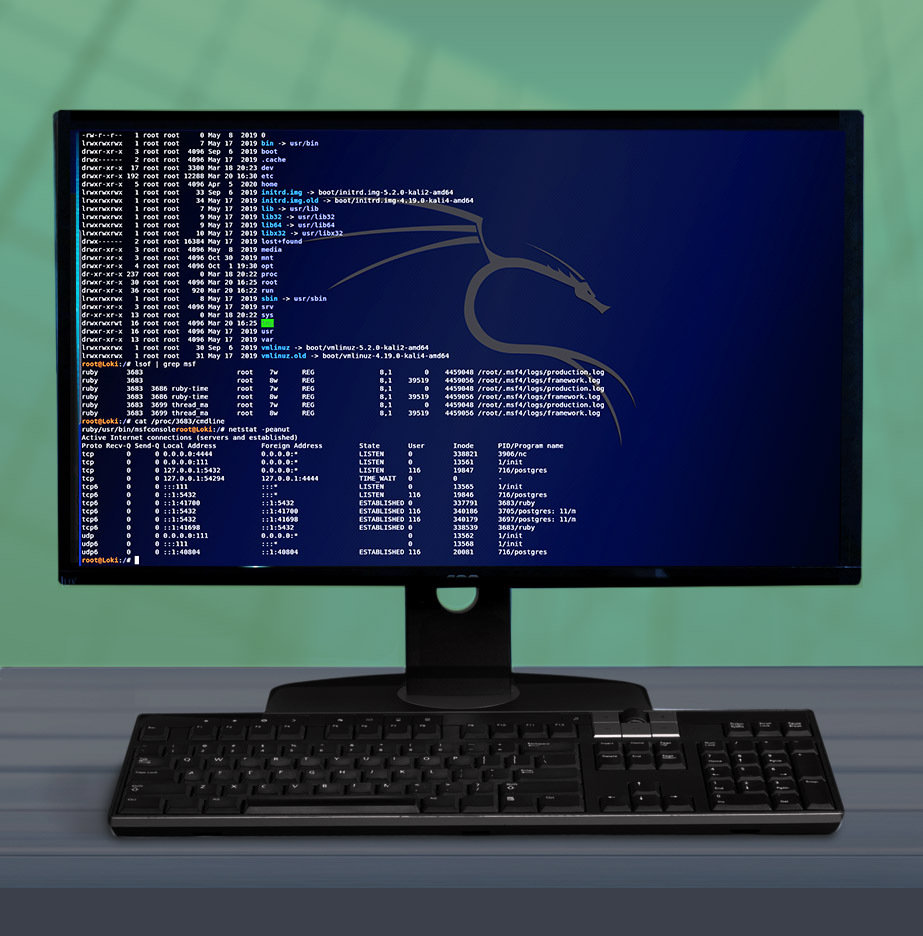 -rw-r--r-- 1 root root 0 May 8 2019 0
lrwxrwxrwx 1 root root 7 May 17 2019 bin -> usr/bin
drwxr-xr-x 3 root root 4096 Sep 6 2019 boot
drwx------ 2 root root 4096 May 17 2019 .cache
drwxr-xr-x 17 root root 3300 Mar 18 20:23 dev
drwxr-xr-x 192 root root 12288 Mar 20 16:30 etc
drwxr-xr-x 5 root root 4096 Apr 5 2020 home
lrwxrwxrwx 1 root root 33 Sep 6 2019 initrd.img -> boot/initrd.img-5.2.0-kali2-amd64
lrwxrwxrwx 1 root root 34 May 17 2019 initrd.img.old -> boot/initrd.img-4.19.0-kali4-amd64
lrwxrwxrwx 1 root root 7 May 17 2019 lib -> usr/lib
lrwxrwxrwx 1 root root 9 May 17 2019 lib32 -> usr/lib32
lrwxrwxrwx 1 root root 9 May 17 2019 lib64 -> usr/lib64
lrwxrwxrwx 1 root root 10 May 17 2019 libx32 -> usr/libx32
drwx------ 2 root root 16384 May 17 2019 lost+found
drwxr-xr-x 3 root root 4096 May 8 2019 media
drwxr-xr-x 3 root root 4096 Oct 30 2019 mnt
drwxr-xr-x 4 root root 4096 Oct 1 19:30 opt
dr-xr-xr-x 237 root root 0 Mar 18 20:22 proc
drwxr-xr-x 30 root root 4096 Mar 20 16:25 root
drwxr-xr-x 36 root root 920 Mar 20 16:22 run
lrwxrwxrwx 1 root root 8 May 17 2019 sbin -> usr/sbin
drwxr-xr-x 3 root root 4096 May 17 2019 srv
dr-xr-xr-x 13 root root 0 Mar 18 20:22 sys
drwxrwxrwt 16 root root 4096 Mar 20 16:25
drwxr-xr-x 16 root root 4096 May 17 2019 usr
drwxr-xr-x 13 root root 4096 May 17 2019 var
lrwxrwxrwx 1 root root 30 Sep 6 2019 vmlinuz -> boot/vmlinuz-5.2.0-kali2-amd64
lrwxrwxrwx 1 root root 31 May 17 2019 vmlinuz.old -> boot/vmlinuz-4.19.0-kali4-amd64
root@Loki:/# lsof | grep msf
ruby 3683 root 7w REG 8,1 0 4459048 /root/.msf4/logs/production.log
ruby 3683 root 8w REG 8,1 39519 4459056 /root/.msf4/logs/framework.log
ruby 3683 3686 ruby-time root 7w REG 8,1 0 4459048 /root/.msf4/logs/production.log
ruby 3683 3686 ruby-time root 8w REG 8,1 39519 4459056 /root/.msf4/logs/framework.log
ruby 3683 3699 thread_ma root 7w REG 8,1 0 4459048 /root/.msf4/logs/production.log
ruby 3683 3699 thread_ma root 8w REG 8,1 39519 4459056 /root/.msf4/logs/framework.log
root@Loki:/# cat /proc/3683/cmdline
ruby/usr/bin/msfconsoleroot@Loki:/# netstat -peanut
Active Internet connections (servers and established)
Proto Recv-Q Send-Q Local Address Foreign Address State User Inode PID/Program name
tcp 0 0 0.0.0.0:4444 0.0.0.0:* LISTEN 0 338821 3906/nc
tcp 0 0 0.0.0.0:111 0.0.0.0:* LISTEN 0 13561 1/init
tcp 0 0 127.0.0.1:5432 0.0.0.0:* LISTEN 116 19847 716/postgres
tcp 0 0 127.0.0.1:54294 127.0.0.1:4444 TIME_WAIT 0 0 -
tcp6 0 0 :::111 :::* LISTEN 0 13565 1/init
tcp6 0 0 ::1:5432 :::* LISTEN 116 19846 716/postgres
tcp6 0 0 ::1:41700 ::1:5432 ESTABLISHED 0 337791 3683/ruby
tcp6 0 0 ::1:5432 ::1:41700 ESTABLISHED 116 340186 3705/postgres: 11/m
tcp6 0 0 ::1:5432 ::1:41698 ESTABLISHED 116 340179 3697/postgres: 11/m
tcp6 0 0 ::1:41698 ::1:5432 ESTABLISHED 0 338539 3683/ruby
udp 0 0 0.0.0.0:111 0.0.0.0:* 0 13562 1/init
udp6 0 0 :::111 :::* 0 13568 1/init
udp6 0 0 ::1:40804 ::1:40804 ESTABLISHED 116 20081 716/postgres
root@Loki:/#